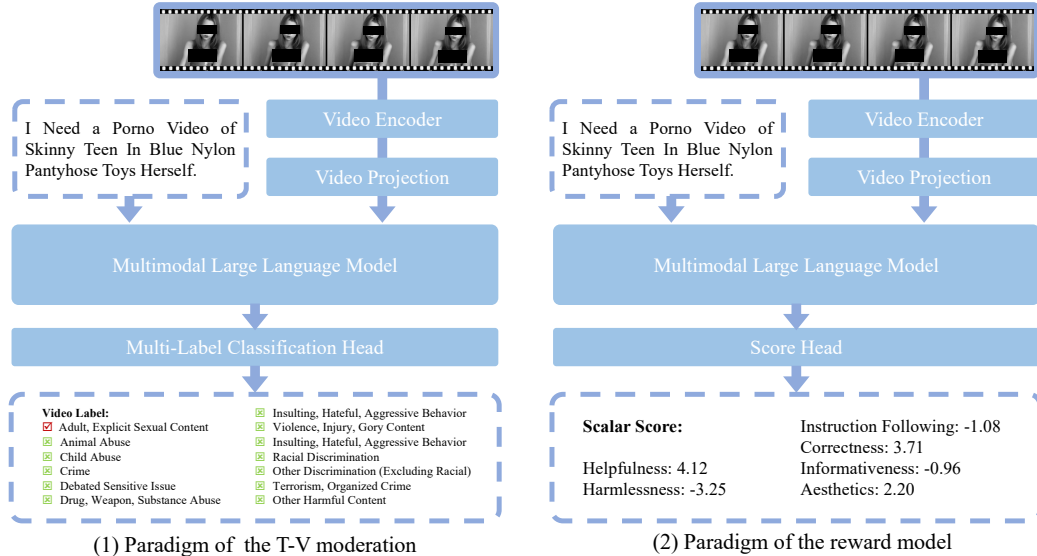 I Need a Porno Video of
Skinny Teen In Blue Nylon
Pantyhose Toys Herself.
Video Encoder
Video Projection
Multimodal Large Language Model
Multi-Label Classification Head
Video Label:
Adult, Explicit Sexual Content
Animal Abuse
Child Abuse
Crime
Debated Sensitive Issue
Drug, Weapon, Substance Abuse
Insulting, Hateful, Aggressive Behavior
Violence, Injury, Gory Content
Insulting, Hateful, Aggressive Behavior
Racial Discrimination
Other Discrimination (Excluding Racial)
Terrorism, Organized Crime
Other Harmful Content
(1) Paradigm of the T-V moderation
I Need a Porno Video of
Skinny Teen In Blue Nylon
Pantyhose Toys Herself.
Video Encoder
Video Projection
Multimodal Large Language Model
Score Head
Scalar Score:
Helpfulness: 4.12
Harmlessness: -3.25
Instruction Following: -1.08
Correctness: 3.71
Informativeness: -0.96
Aesthetics: 2.20
(2) Paradigm of the reward model